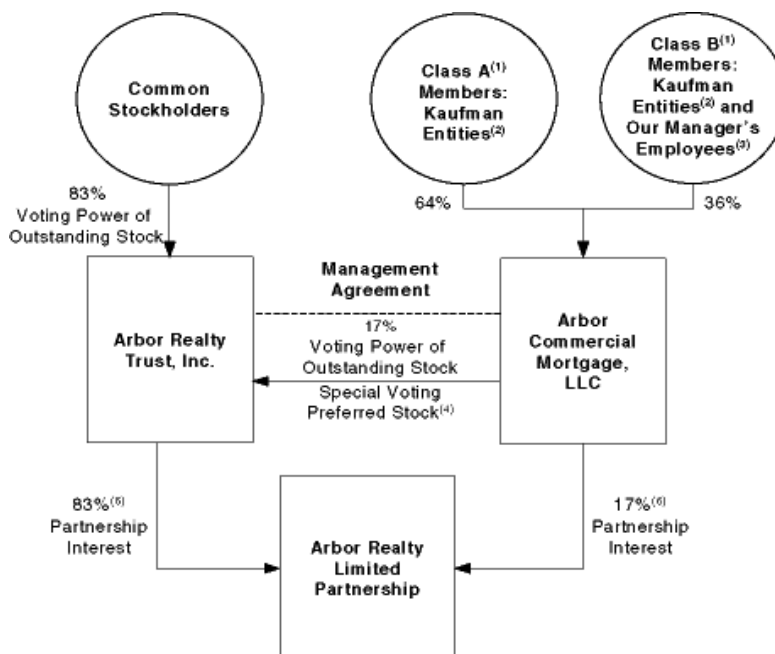 Common
Stockholders
Class A(1)
Members:
Kaufman
Entities(2)
Class B(1)
Members:
Kaufman
Entities(2) and
Our Manager's
Employees(3)
83%
Voting Power of
Outstanding Stock
64%
36%
Management
Agreement
Arbor Realty
Trust, Inc.
17%
Voting Power of
Outstanding Stock
Special Voting
Preferred Stock(4)
Arbor
Commercial
Mortgage,
LLC
83%(5)
Partnership
Interest
17%(6)
Partnership
Interest
Arbor Realty
Limited
Partnership